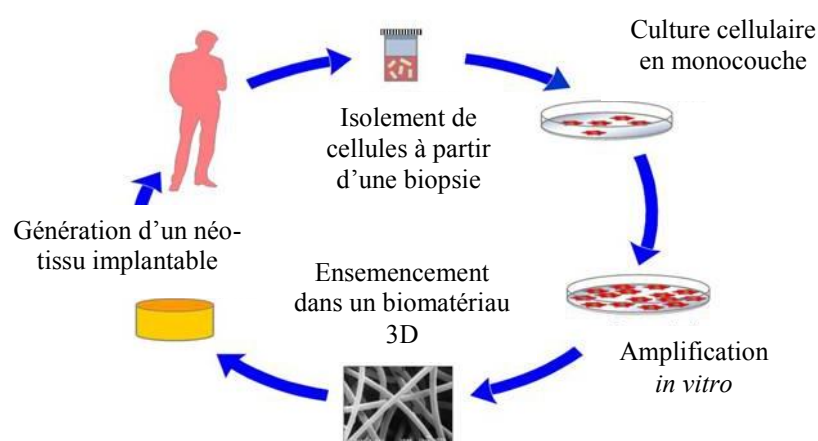 Culture cellulaire
en monocouche
Isolement de
cellules à partir
d’une biopsie
Génération d’un néo-
tissu implantable
Ensemencement
dans un biomatériau
3D
Amplification
in vitro